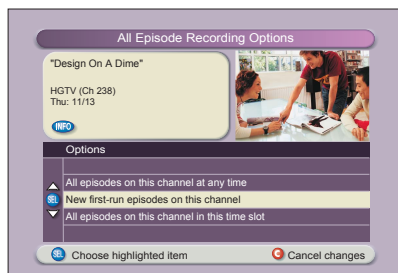 All Episode Recording Options
"Design On A Dime"
HGTV (Ch 238)
Thu: 11/13
INFO
Options
All episodes on this channel at any time
SEL New first-run episodes on this channel
All episodes on this channel in this time slot
SEL Choose highlighted item
C Cancel changes